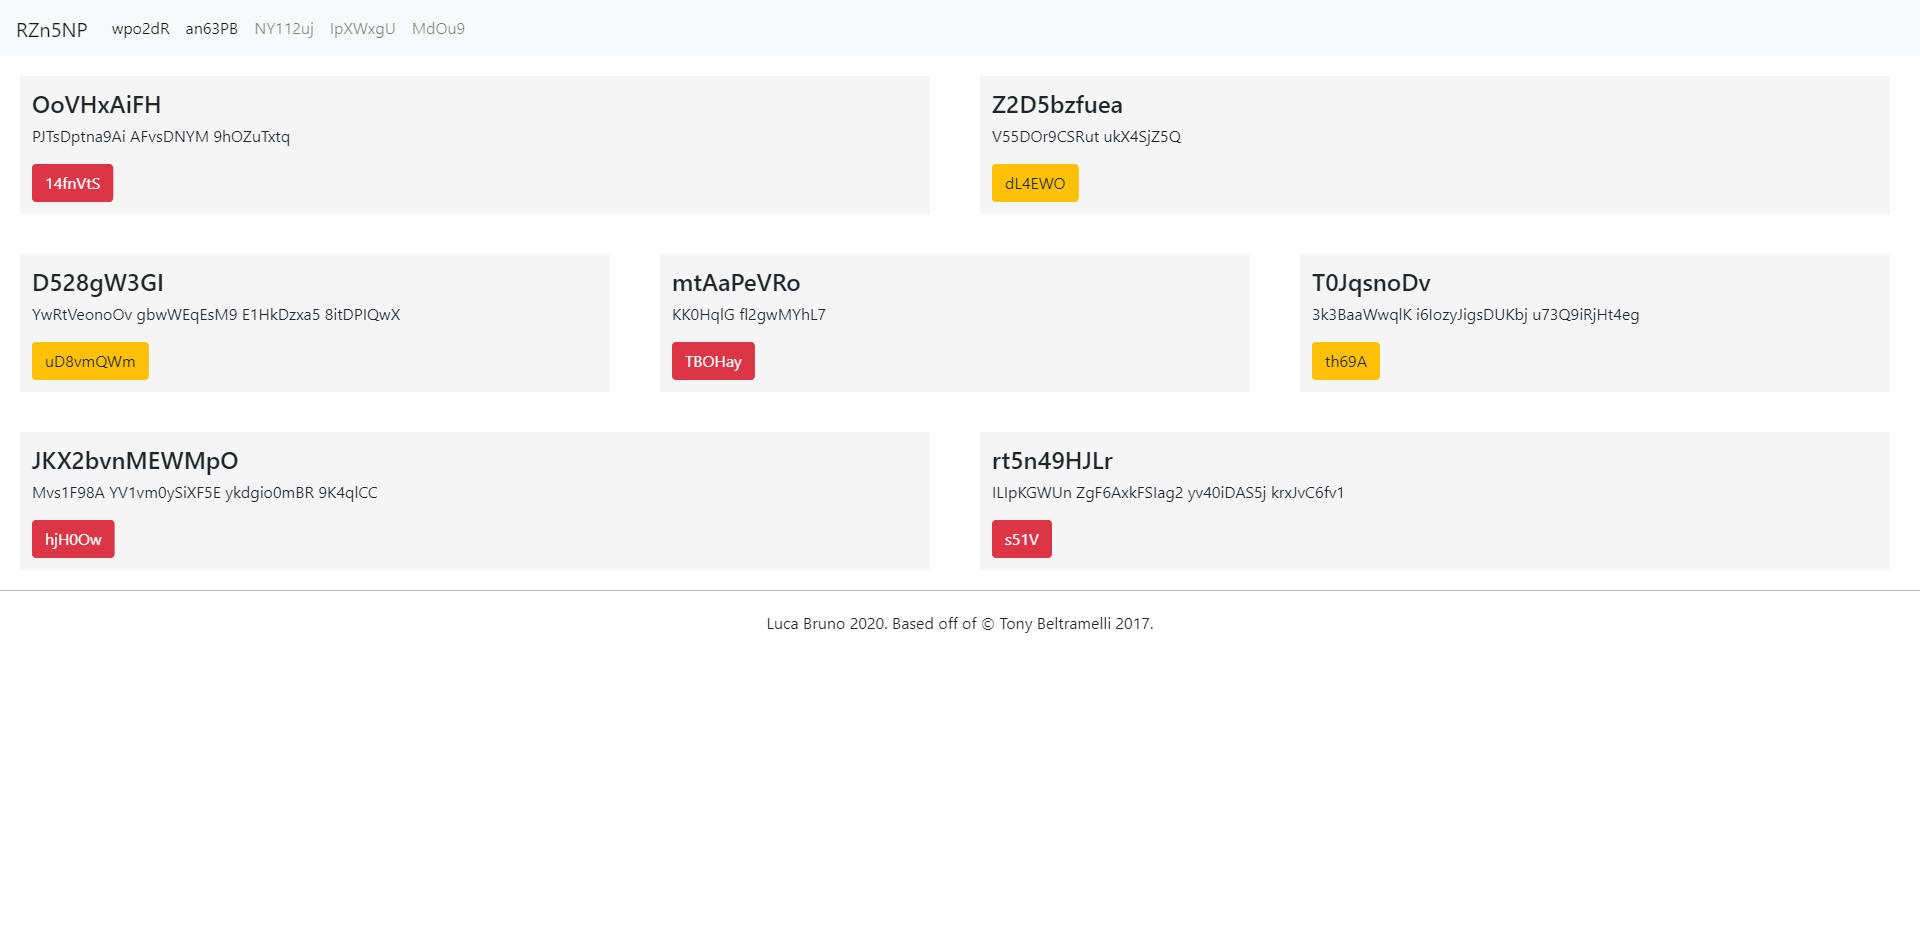 RZn5NP wpo2dR an63PB NY112uj IpXWxgU MdOu9
OoVHxAiFH
PJTsDptna9Ai AFvsDNYM 9hOZuTxtq
14fnVtS
Z2D5bzfuea
V55DOr9CSRut ukX4SjZ5Q
dL4EWO
D528gW3GI
YwRtVeonoOv gbwWEqEsM9 E1HkDzxa5 8itDPIQwX
uD8vmQWm
mtAaPeVRo
KK0HqlG fl2gwMYhL7
TBOHay
T0JqsnoDv
3k3BaaWwqlK i6IozyJigsDUKbj u73Q9iRjHt4eg
th69A
JKX2bvnMEWMpO
Mvs1F98A YV1vm0ySiXF5E ykdgio0mBR 9K4qlCC
hjH0Ow
rt5n49HJLr
ILIpKGWUn ZgF6AxkFSIag2 yv40iDAS5j krxJvC6fv1
s51V
Luca Bruno 2020. Based off of © Tony Beltramelli 2017.